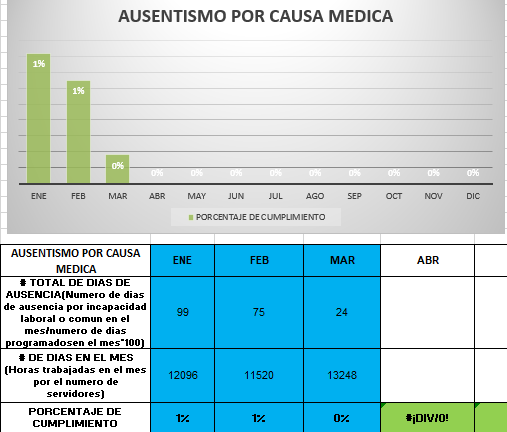 AUSENTISMO POR CAUSA MEDICA
1%
1%
0%
0%
0%
0%
0%
0%
0%
0%
0%
0%
ENE FEB MAR ABR MAY JUN JUL AGO SEP OCT NOV DIC
PORCENTAJE DE CUMPLIMIENTO
AUSENTISMO POR CAUSA
MEDICA
ENE FEB MAR ABR
# TOTAL DE DIAS DE
AUSENCIA(Numero de dias
de ausencia por incapacidad
laboral o comun en el
mes/numero de dias
programadosen el mes*100)
99 75 24
# DE DIAS EN EL MES
(Horas trabajadas en el mes
por el numero de
servidores)
12096 11520 13248
PORCENTAJE DE
CUMPLIMIENTO
1% 1% 0% #¡DIV/0!